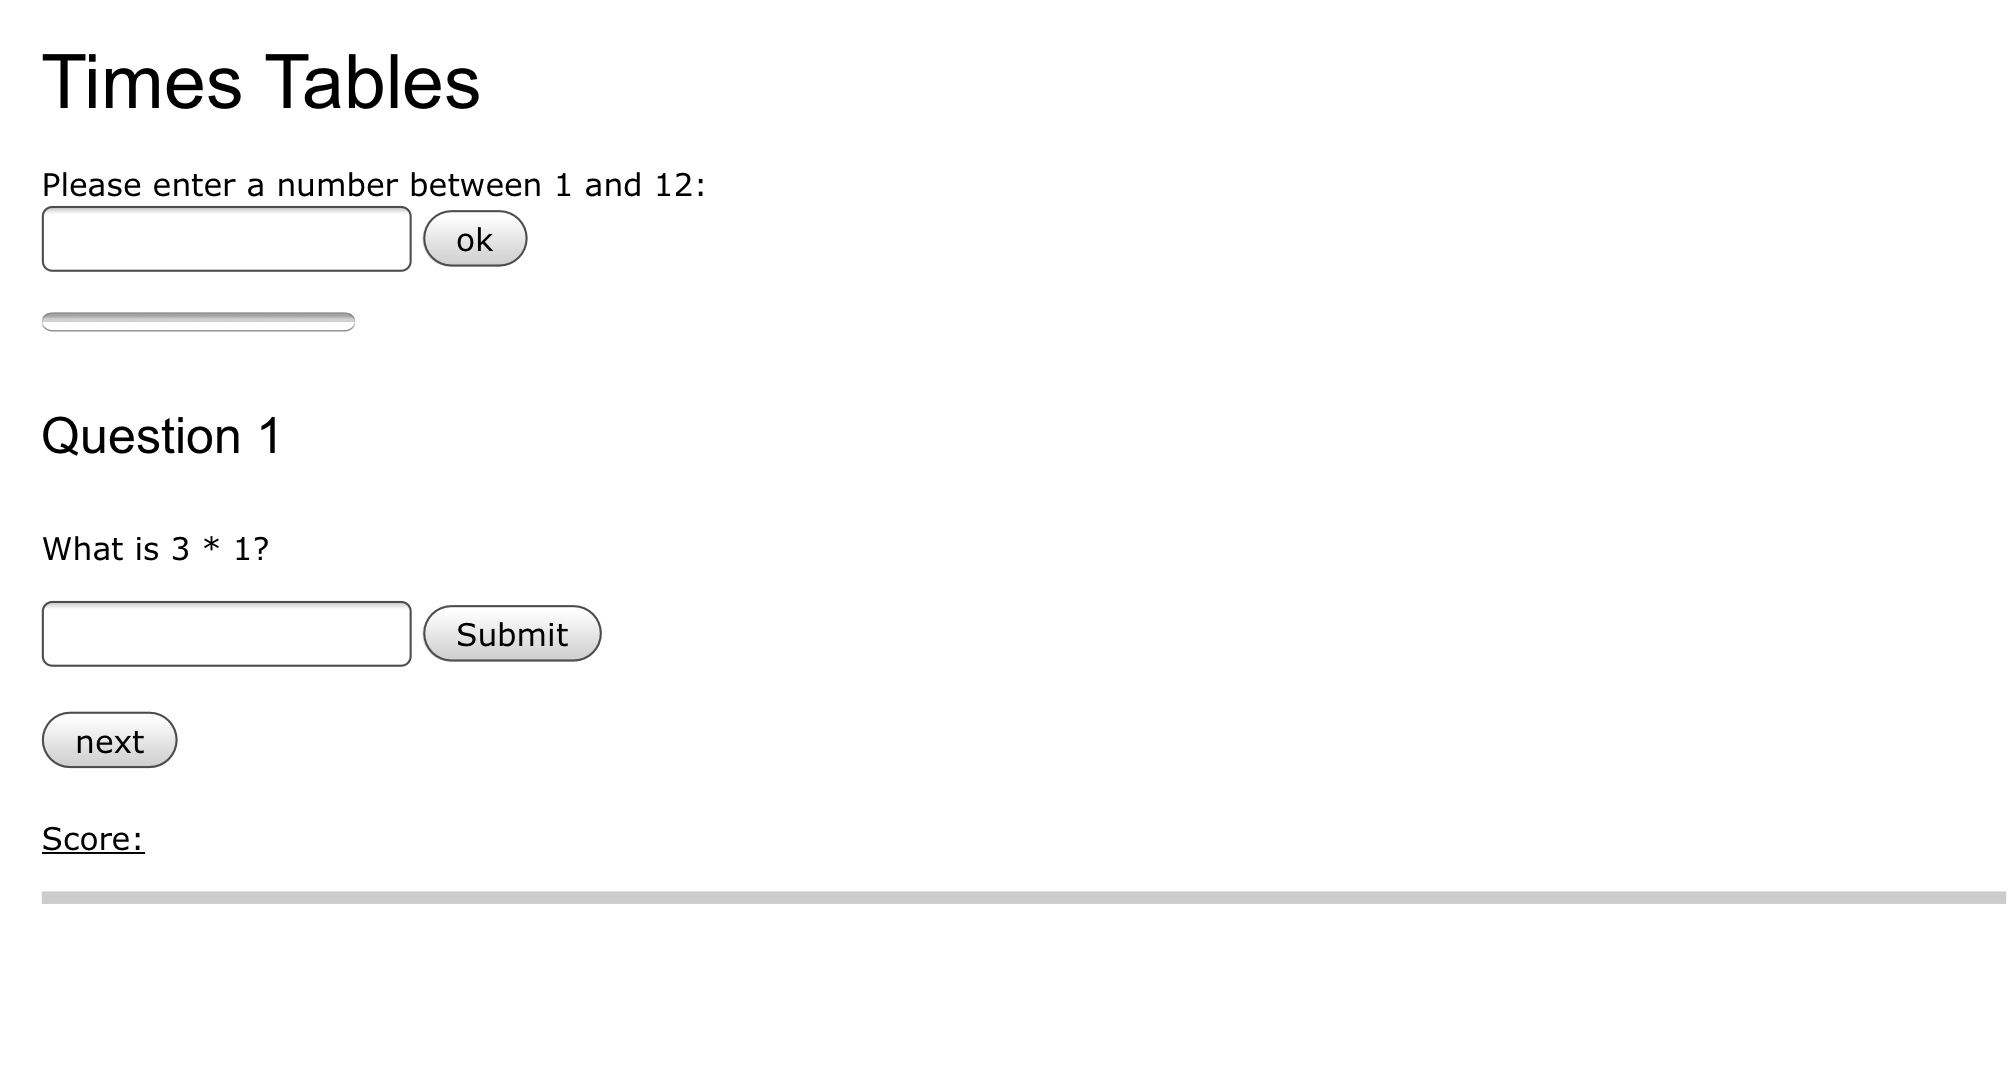 Times Tables
Please enter a number between 1 and 12:
ok
Question 1
What is 3 * 1?
Submit
next
Score: